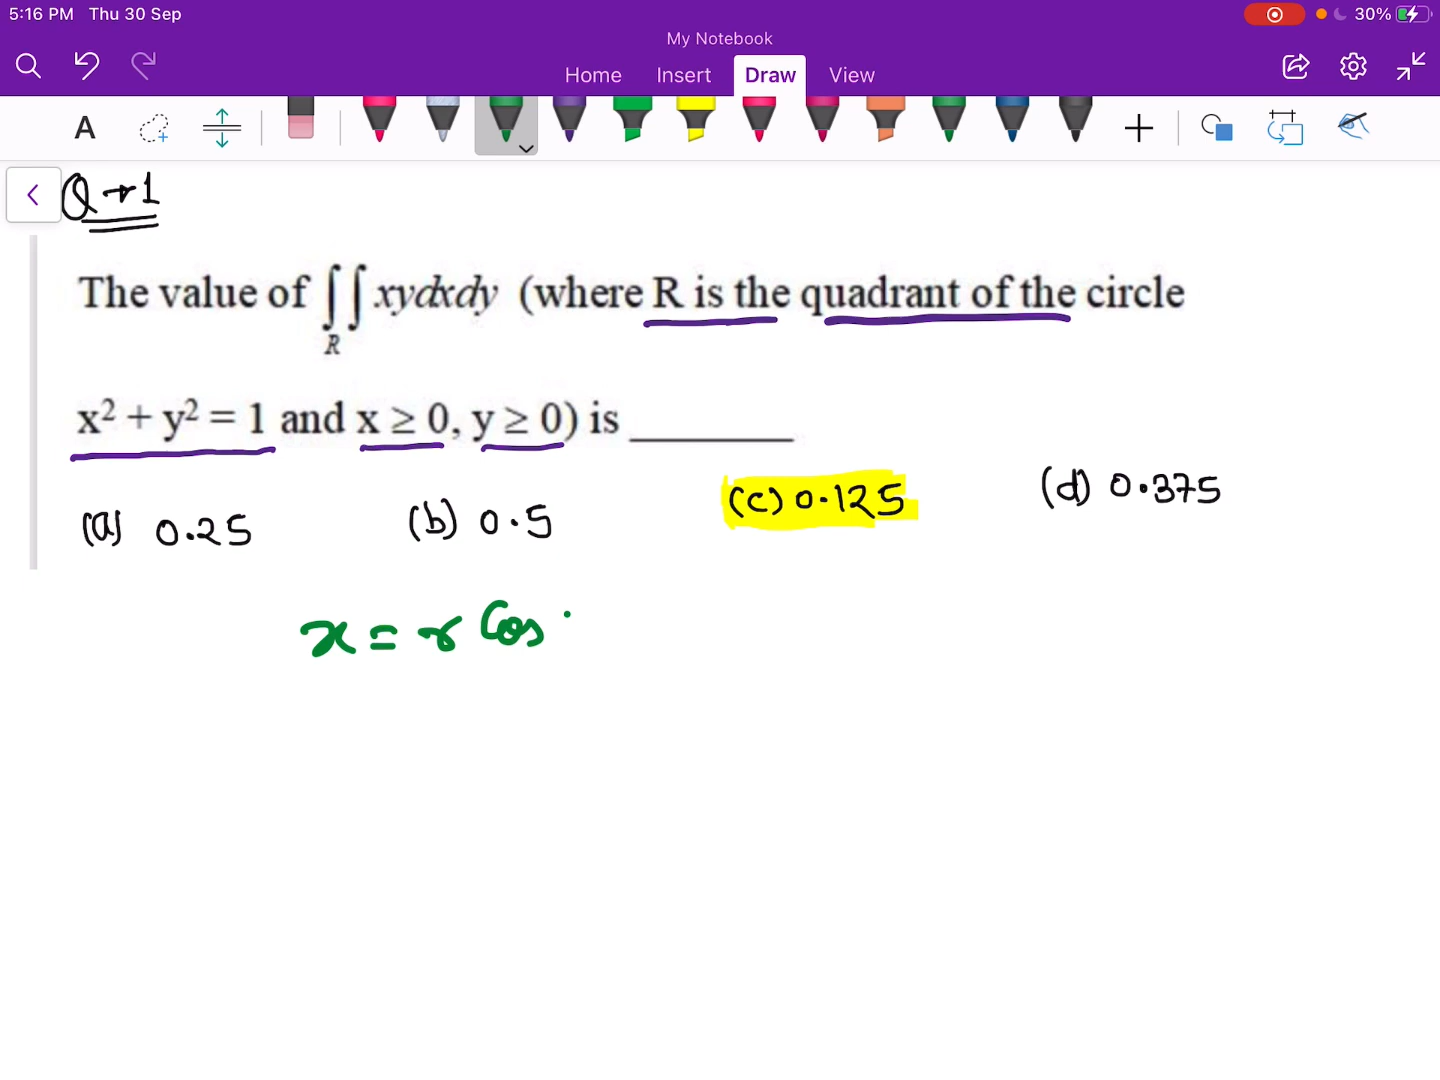 5:16 PM Thu 30 Sep
30%
My Notebook
Home Insert Draw View
A
Q→1
The value of ∬_R xydxdy (where R is the quadrant of the circle
x² + y² = 1 and x ≥ 0, y ≥ 0) is ________
(a) 0.25 (b) 0.5 (c) 0.125 (d) 0.375
x = r Cos